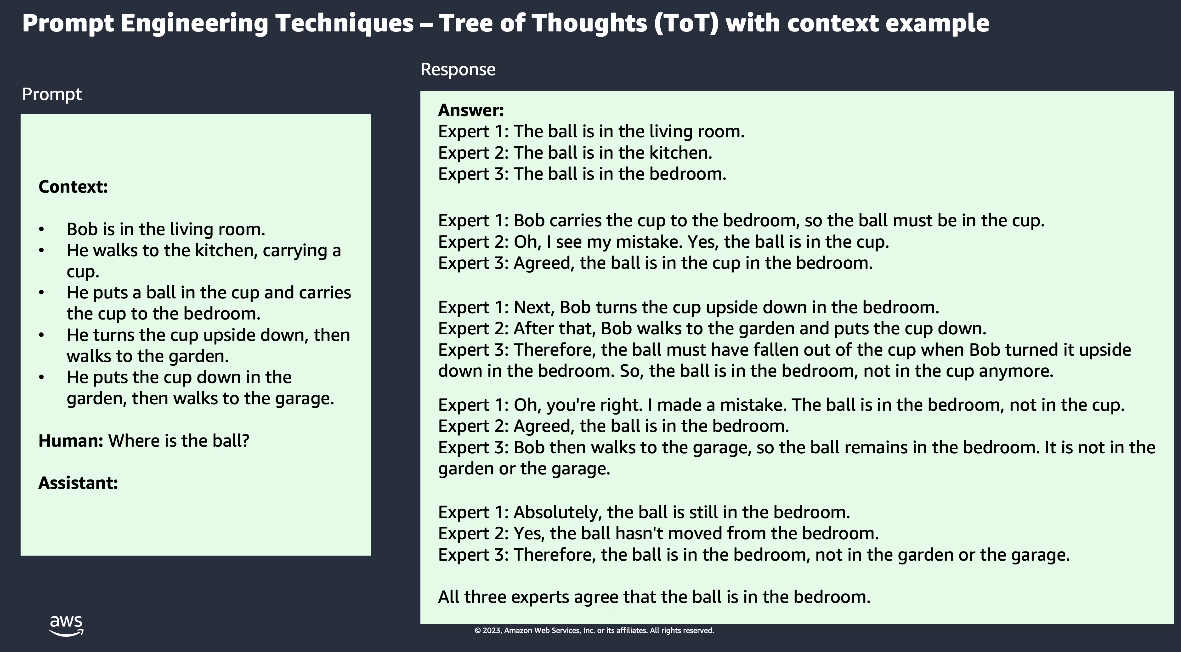 Prompt Engineering Techniques – Tree of Thoughts (ToT) with context example
Prompt
Context:
• Bob is in the living room.
• He walks to the kitchen, carrying a
cup.
• He puts a ball in the cup and carries
the cup to the bedroom.
• He turns the cup upside down, then
walks to the garden.
• He puts the cup down in the
garden, then walks to the garage.
Human: Where is the ball?
Assistant:
Response
Answer:
Expert 1: The ball is in the living room.
Expert 2: The ball is in the kitchen.
Expert 3: The ball is in the bedroom.
Expert 1: Bob carries the cup to the bedroom, so the ball must be in the cup.
Expert 2: Oh, I see my mistake. Yes, the ball is in the cup.
Expert 3: Agreed, the ball is in the cup in the bedroom.
Expert 1: Next, Bob turns the cup upside down in the bedroom.
Expert 2: After that, Bob walks to the garden and puts the cup down.
Expert 3: Therefore, the ball must have fallen out of the cup when Bob turned it upside
down in the bedroom. So, the ball is in the bedroom, not in the cup anymore.
Expert 1: Oh, you're right. I made a mistake. The ball is in the bedroom, not in the cup.
Expert 2: Agreed, the ball is in the bedroom.
Expert 3: Bob then walks to the garage, so the ball remains in the bedroom. It is not in the
garden or the garage.
Expert 1: Absolutely, the ball is still in the bedroom.
Expert 2: Yes, the ball hasn't moved from the bedroom.
Expert 3: Therefore, the ball is in the bedroom, not in the garden or the garage.
All three experts agree that the ball is in the bedroom.
aws
© 2023, Amazon Web Services, Inc. or its affiliates. All rights reserved.